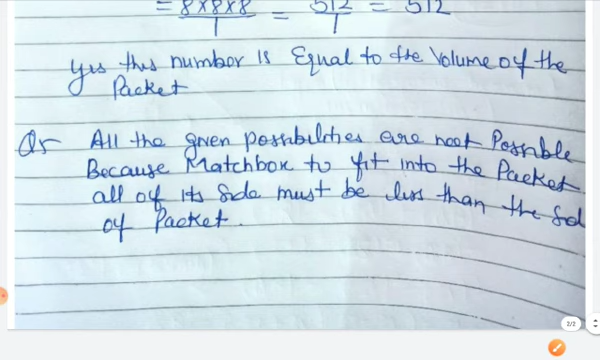 = 8×8×8/1 = 512/1 = 512
Yes this number is Equal to the Volume of the
Packet
Q5 All the given possibilities are not Possible
Because Matchbox to fit into the Packet
all of its side must be less than the Sid
of Packet.
2/2